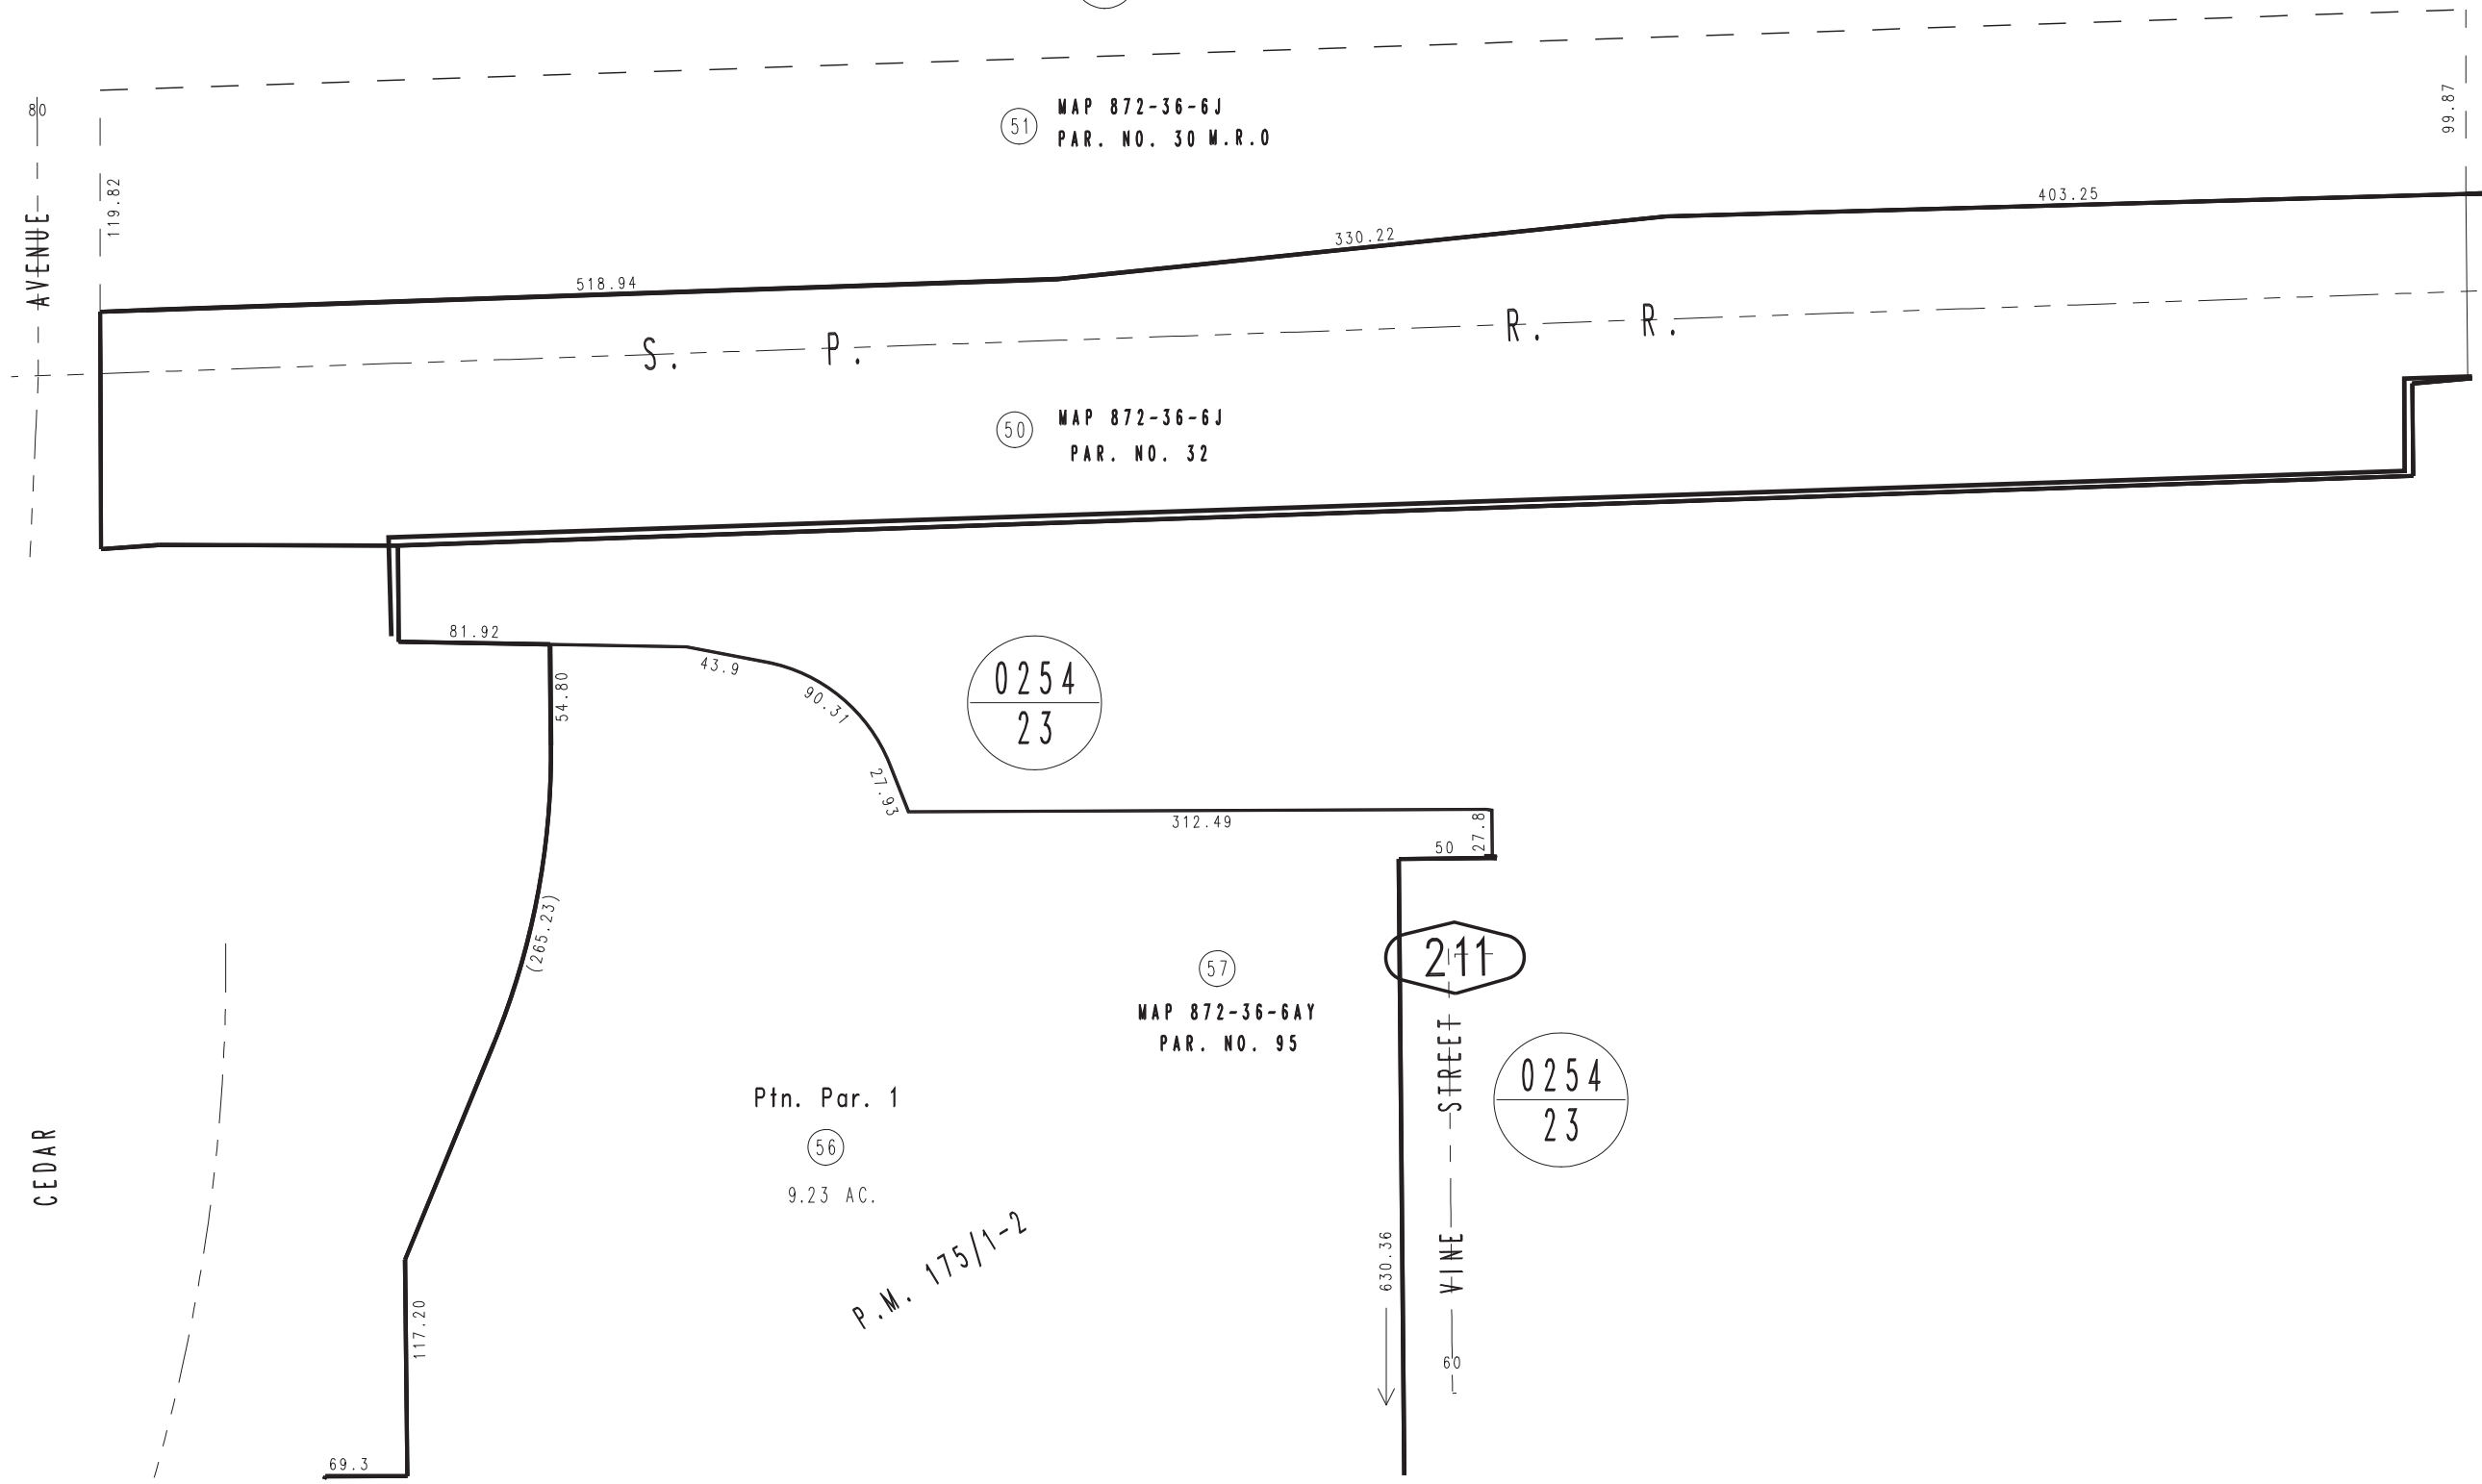 80
AVENUE
119.82
51
MAP 872-36-6J
PAR. NO. 30 M.R.O
99.87
403.25
330.22
518.94
S. P. R. R.
50
MAP 872-36-6J
PAR. NO. 32
81.92
43.9
54.80
90.31
0254
23
27.93
312.49
27.8
50
(265.23)
211
57
MAP 872-36-6AY
PAR. NO. 95
VINE STREET
0254
23
Ptn. Par. 1
56
9.23 AC.
CEDAR
P.M. 175/1-2
630.36
117.20
60
69.3